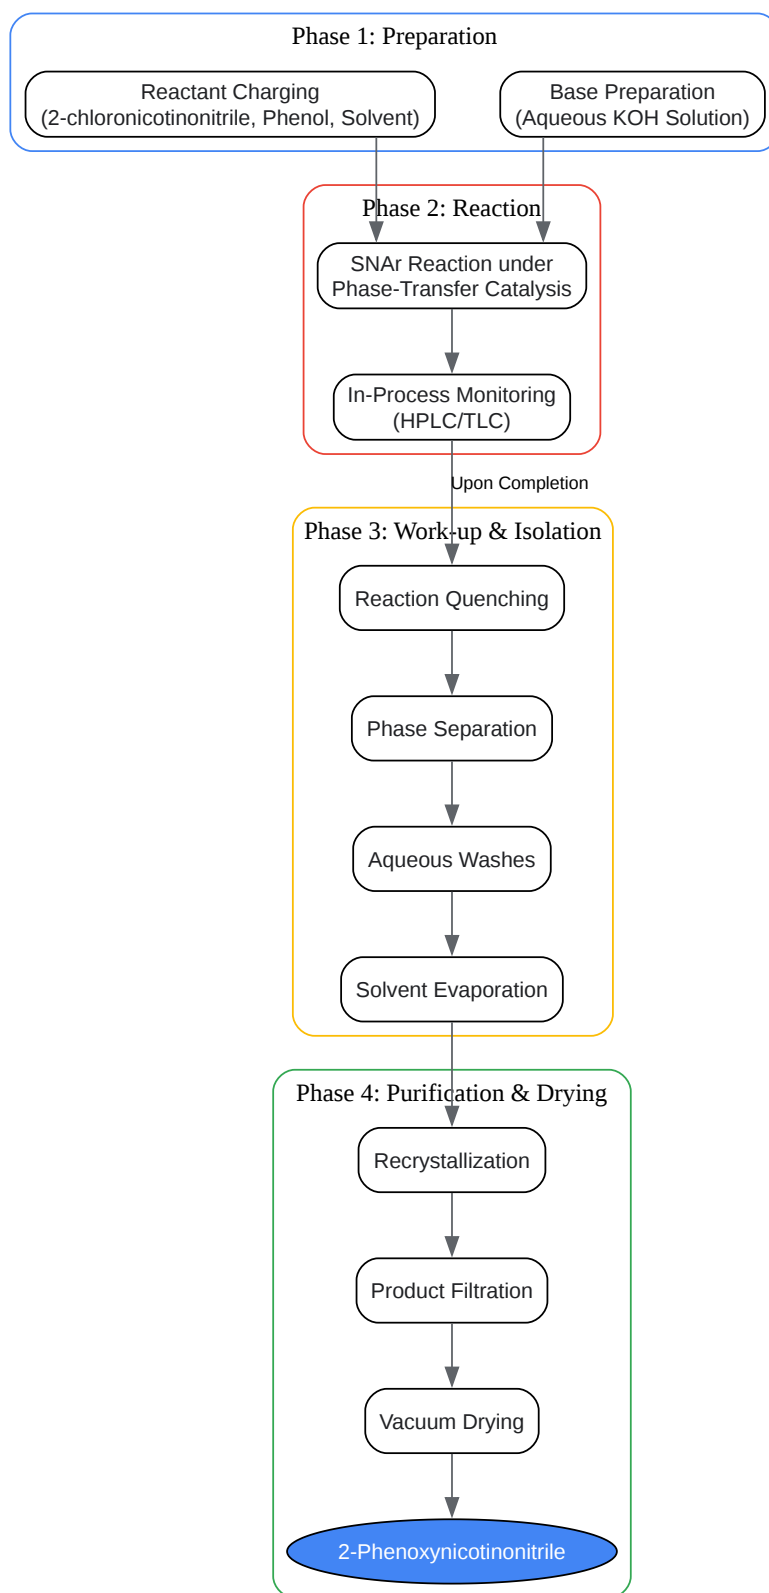 Phase 1: Preparation
Reactant Charging
(2-chloronicotinonitrile, Phenol, Solvent)
Base Preparation
(Aqueous KOH Solution)
Phase 2: Reaction
SNAr Reaction under
Phase-Transfer Catalysis
In-Process Monitoring
(HPLC/TLC)
Upon Completion
Phase 3: Work-up & Isolation
Reaction Quenching
Phase Separation
Aqueous Washes
Solvent Evaporation
Phase 4: Purification & Drying
Recrystallization
Product Filtration
Vacuum Drying
2-Phenoxynicotinonitrile